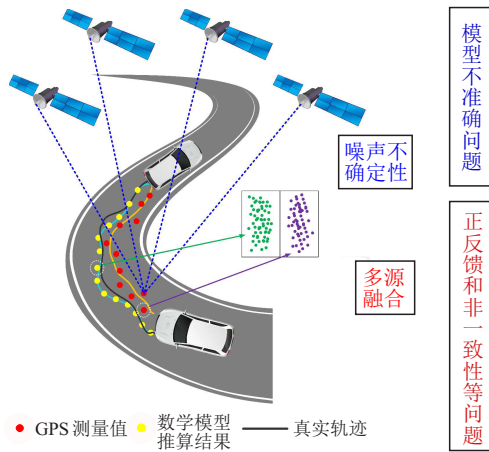 模型不准确问题
噪声不
确定性
多源
融合
正反馈和非一致性等问题
GPS 测量值
数学模型
推算结果
真实轨迹